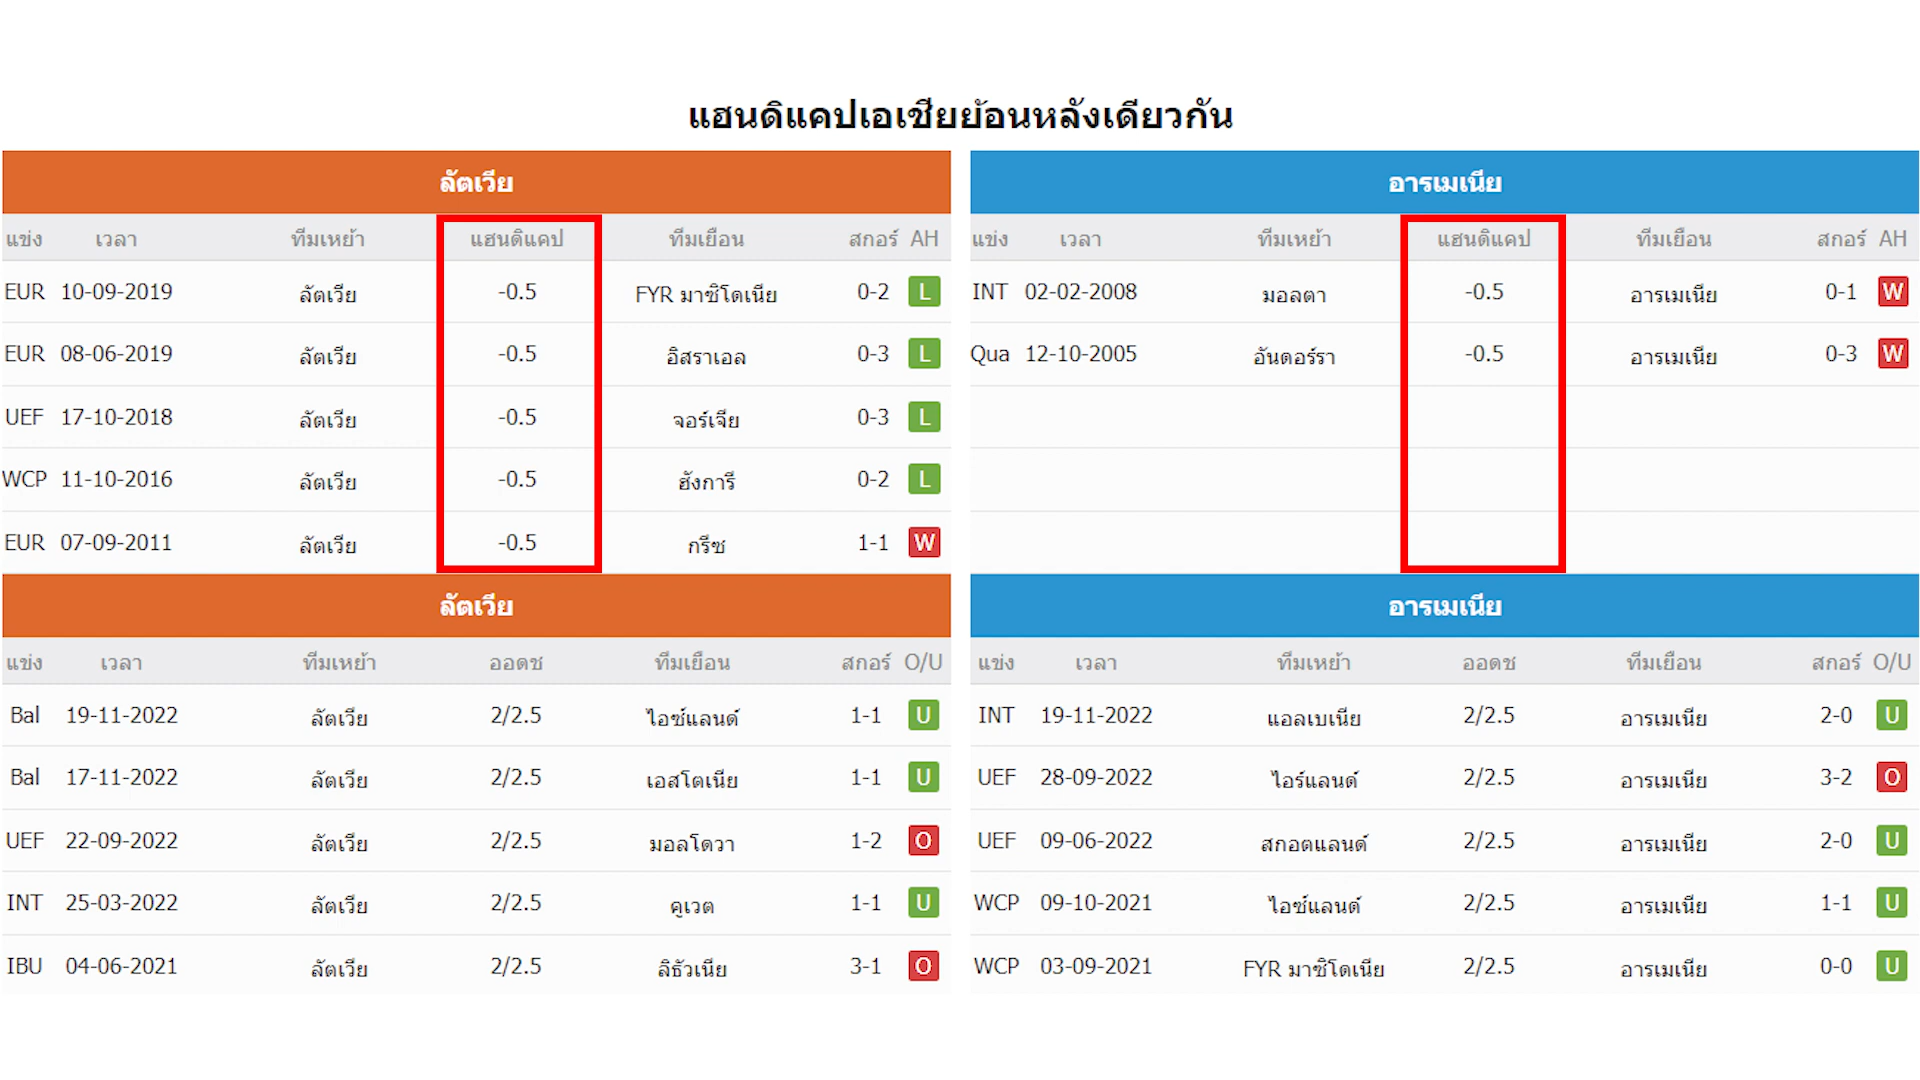 แฮนดิแคปเอเชียย้อนหลังเดียวกัน
ลัตเวีย
แข่ง เวลา ทีมเหย้า แฮนดิแคป ทีมเยือน สกอร์ AH
EUR 10-09-2019 ลัตเวีย -0.5 FYR มาซิโดเนีย 0-2 L
EUR 08-06-2019 ลัตเวีย -0.5 อิสราเอล 0-3 L
UEF 17-10-2018 ลัตเวีย -0.5 จอร์เจีย 0-3 L
WCP 11-10-2016 ลัตเวีย -0.5 ฮังการี 0-2 L
EUR 07-09-2011 ลัตเวีย -0.5 กรีซ 1-1 W
อาร์เมเนีย
แข่ง เวลา ทีมเหย้า แฮนดิแคป ทีมเยือน สกอร์ AH
INT 02-02-2008 มอลตา -0.5 อาร์เมเนีย 0-1 W
Qua 12-10-2005 อันดอร์รา -0.5 อาร์เมเนีย 0-3 W
ลัตเวีย
แข่ง เวลา ทีมเหย้า ออดช ทีมเยือน สกอร์ O/U
Bal 19-11-2022 ลัตเวีย 2/2.5 ไอซ์แลนด์ 1-1 U
Bal 17-11-2022 ลัตเวีย 2/2.5 เอสโตเนีย 1-1 U
UEF 22-09-2022 ลัตเวีย 2/2.5 มอลโดวา 1-2 O
INT 25-03-2022 ลัตเวีย 2/2.5 คูเวต 1-1 U
IBU 04-06-2021 ลัตเวีย 2/2.5 ลิธัวเนีย 3-1 O
อาร์เมเนีย
แข่ง เวลา ทีมเหย้า ออดช ทีมเยือน สกอร์ O/U
INT 19-11-2022 แอลเบเนีย 2/2.5 อาร์เมเนีย 2-0 U
UEF 28-09-2022 ไอร์แลนด์ 2/2.5 อาร์เมเนีย 3-2 O
UEF 09-06-2022 สกอตแลนด์ 2/2.5 อาร์เมเนีย 2-0 U
WCP 09-10-2021 ไอซ์แลนด์ 2/2.5 อาร์เมเนีย 1-1 U
WCP 03-09-2021 FYR มาซิโดเนีย 2/2.5 อาร์เมเนีย 0-0 U